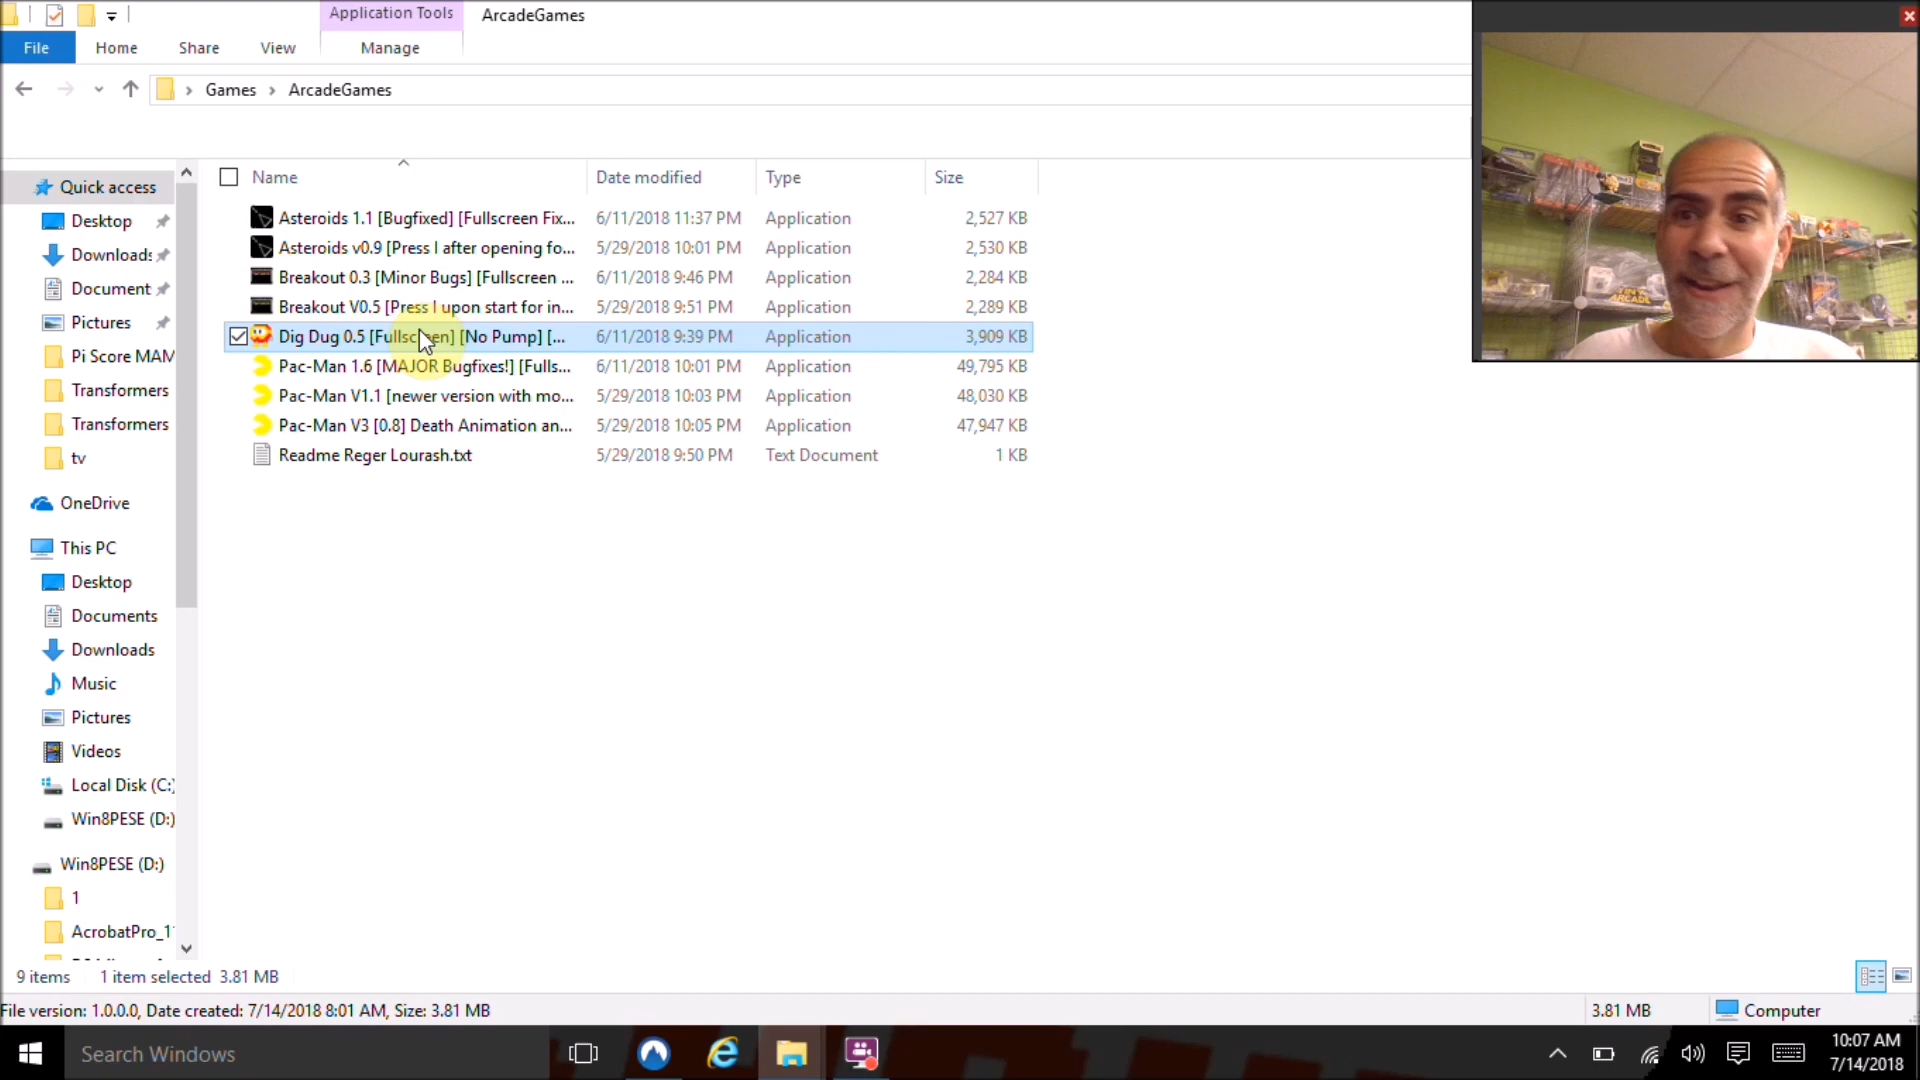 Application Tools
ArcadeGames
File
Home
Share
View
Manage
Games
ArcadeGames
Name
Date modified
Type
Size
Asteroids 1.1 [Bugfixed] [Fullscreen Fix... 6/11/2018 11:37 PM Application 2,527 KB
Asteroids v0.9 [Press I after opening fo... 5/29/2018 10:01 PM Application 2,530 KB
Breakout 0.3 [Minor Bugs] [Fullscreen ... 6/11/2018 9:46 PM Application 2,284 KB
Breakout V0.5 [Press I upon start for in... 5/29/2018 9:51 PM Application 2,289 KB
Dig Dug 0.5 [Fullscreen] [No Pump] [... 6/11/2018 9:39 PM Application 3,909 KB
Pac-Man 1.6 [MAJOR Bugfixes!] [Fulls... 6/11/2018 10:01 PM Application 49,795 KB
Pac-Man V1.1 [newer version with mo... 5/29/2018 10:03 PM Application 48,030 KB
Pac-Man V3 [0.8] Death Animation an... 5/29/2018 10:05 PM Application 47,947 KB
Readme Reger Lourash.txt 5/29/2018 9:50 PM Text Document 1 KB
Quick access
Desktop
Downloads
Document
Pictures
Pi Score MAM
Transformers
Transformers
tv
OneDrive
This PC
Desktop
Documents
Downloads
Music
Pictures
Videos
Local Disk (C:)
Win8PESE (D:)
Win8PESE (D:)
1
AcrobatPro_1
TINY
ARCADE
9 items 1 item selected 3.81 MB
File version: 1.0.0.0, Date created: 7/14/2018 8:01 AM, Size: 3.81 MB
3.81 MB
Computer
Search Windows
10:07 AM
7/14/2018